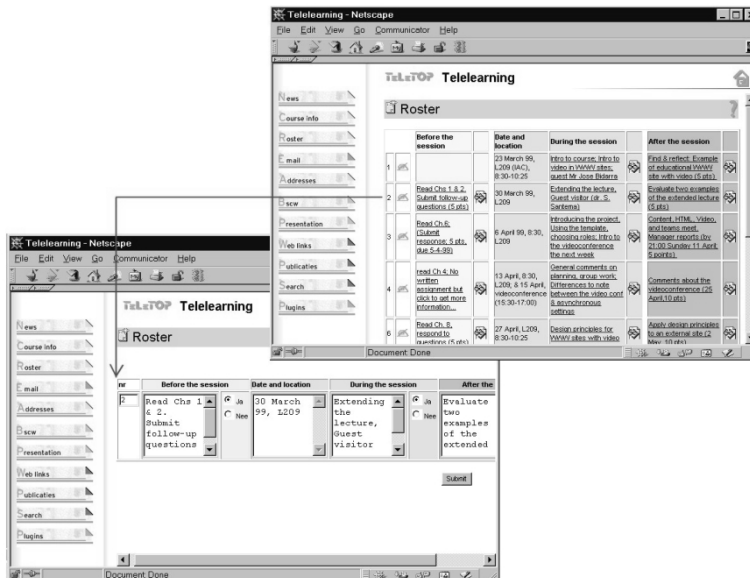 Telelearning - Netscape
File Edit View Go Communicator Help
TeLeTOP Telelearning
News
Course info
Roster
Email
Addresses
Bscw
Presentation
Web links
Publicaties
Search
Plugins
Roster
Before the session
Date and location
During the session
After the session
1
23 March 99, L209 (IAC), 8:30-10:25
Intro to course; Intro to video in WWW sites; guest Mr Jose Bidarra
Find & reflect: Example of educational WWW site with video (5 pts).
2
Read Chs 1 & 2. Submit follow-up questions (5 pts)
30 March 99, L209
Extending the lecture, Guest visitor (dr. S. Santema)
Evaluate two examples of the extended lecture (5 pts)
3
Read Ch.6; (Submit response; 5 pts, due 5-4-99)
6 April 99, 8:30, L209
Introducing the project, Using the template, choosing roles; Intro to the videoconference the next week
Content, HTML, Video, and teams meet, Manager reports (by 21:00 Sunday 11 April, 5 points).
4
read Ch 4; No written assignment but click to get more information...
13 April, 8:30, L209; & 15 April, videoconference (15:30-17:00)
General comments on planning, group work; Differences to note between the video conf & asynchronous settings
Comments about the videoconference (25 April,10 pts)
6
Read Ch. 8, respond to questions (5 pts)
27 April, L209, 8:30-10:25
Design principles for WWW sites with video
Apply design principles to an external site (2 May, 10 pts)
Document Done
Telelearning - Netscape
File Edit View Go Communicator Help
TeLeTOP Telelearning
News
Course info
Roster
Email
Addresses
Bscw
Presentation
Web links
Publicaties
Search
Plugins
Roster
nr
Before the session
Date and location
During the session
After the
2
Read Chs 1
& 2.
Submit
follow-up
questions
Ja
Nee
30 March
99, L209
Extending
the
lecture,
Guest
visitor
Ja
Nee
Evaluate
two
examples
of the
extended
Submit
Document Done